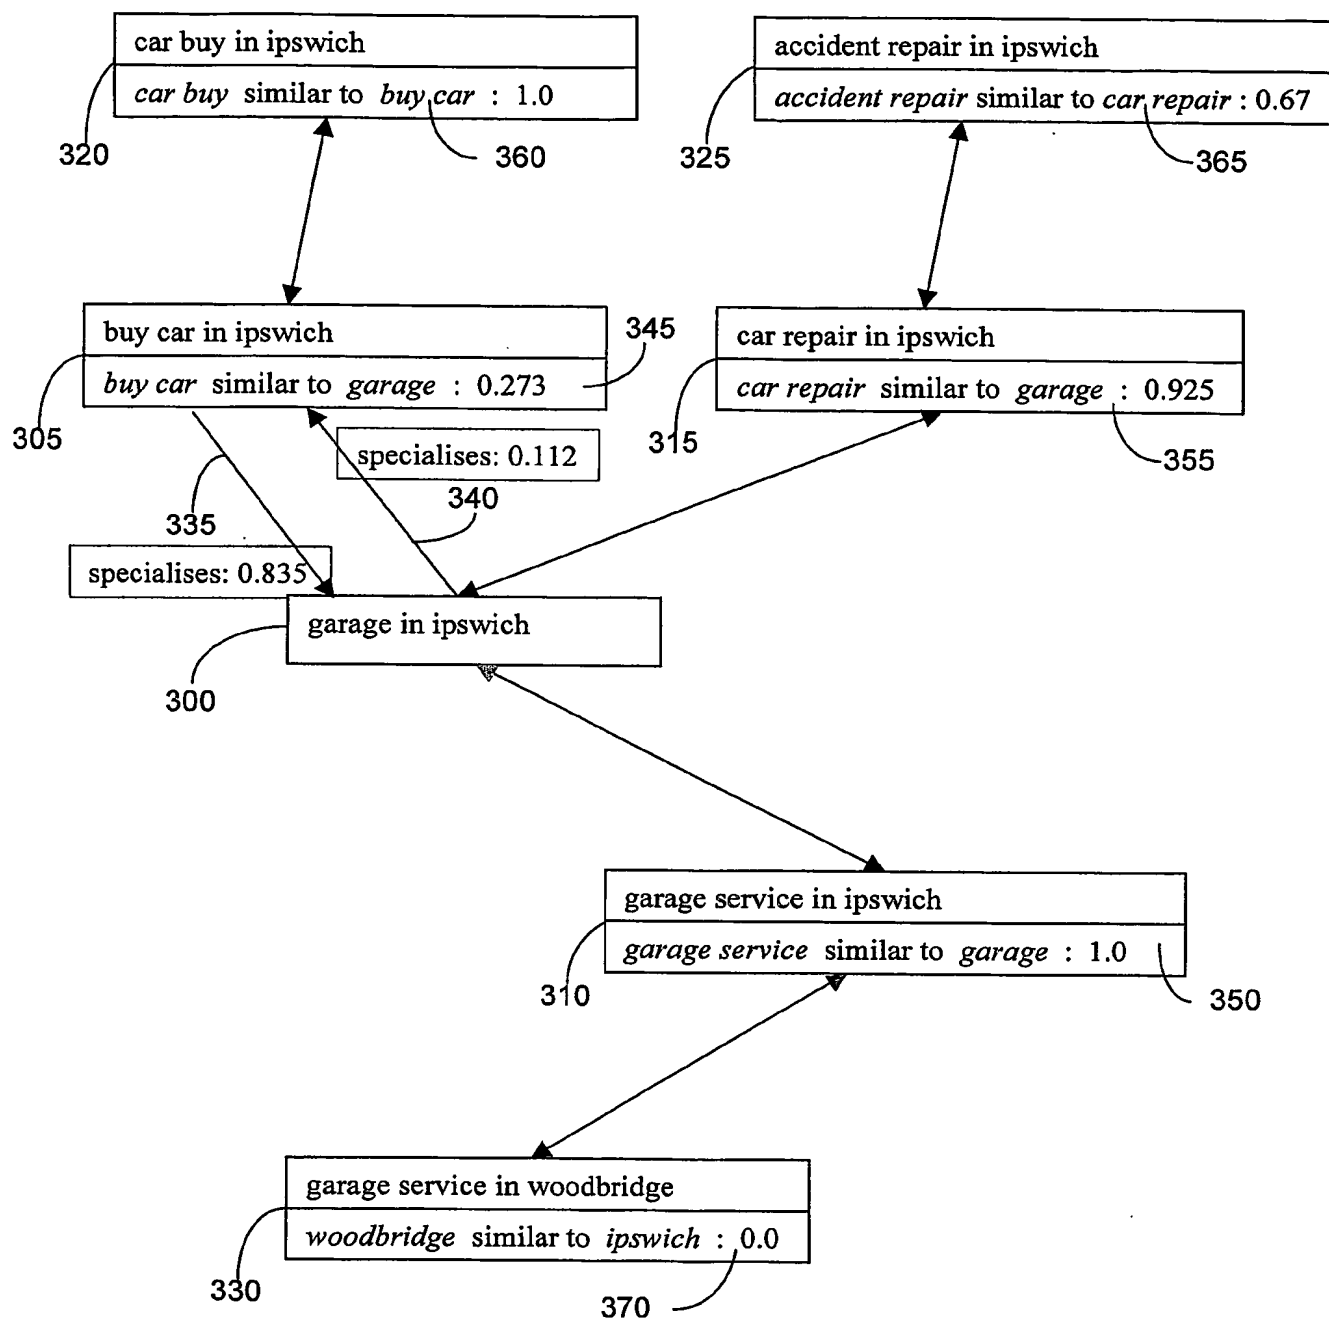 car buy in ipswich
car buy similar to buy car : 1.0
320
360
accident repair in ipswich
accident repair similar to car repair : 0.67
325
365
buy car in ipswich
buy car similar to garage : 0.273
345
305
car repair in ipswich
car repair similar to garage : 0.925
315
355
specialises: 0.112
340
335
specialises: 0.835
garage in ipswich
300
garage service in ipswich
garage service similar to garage : 1.0
310
350
garage service in woodbridge
woodbridge similar to ipswich : 0.0
330
370